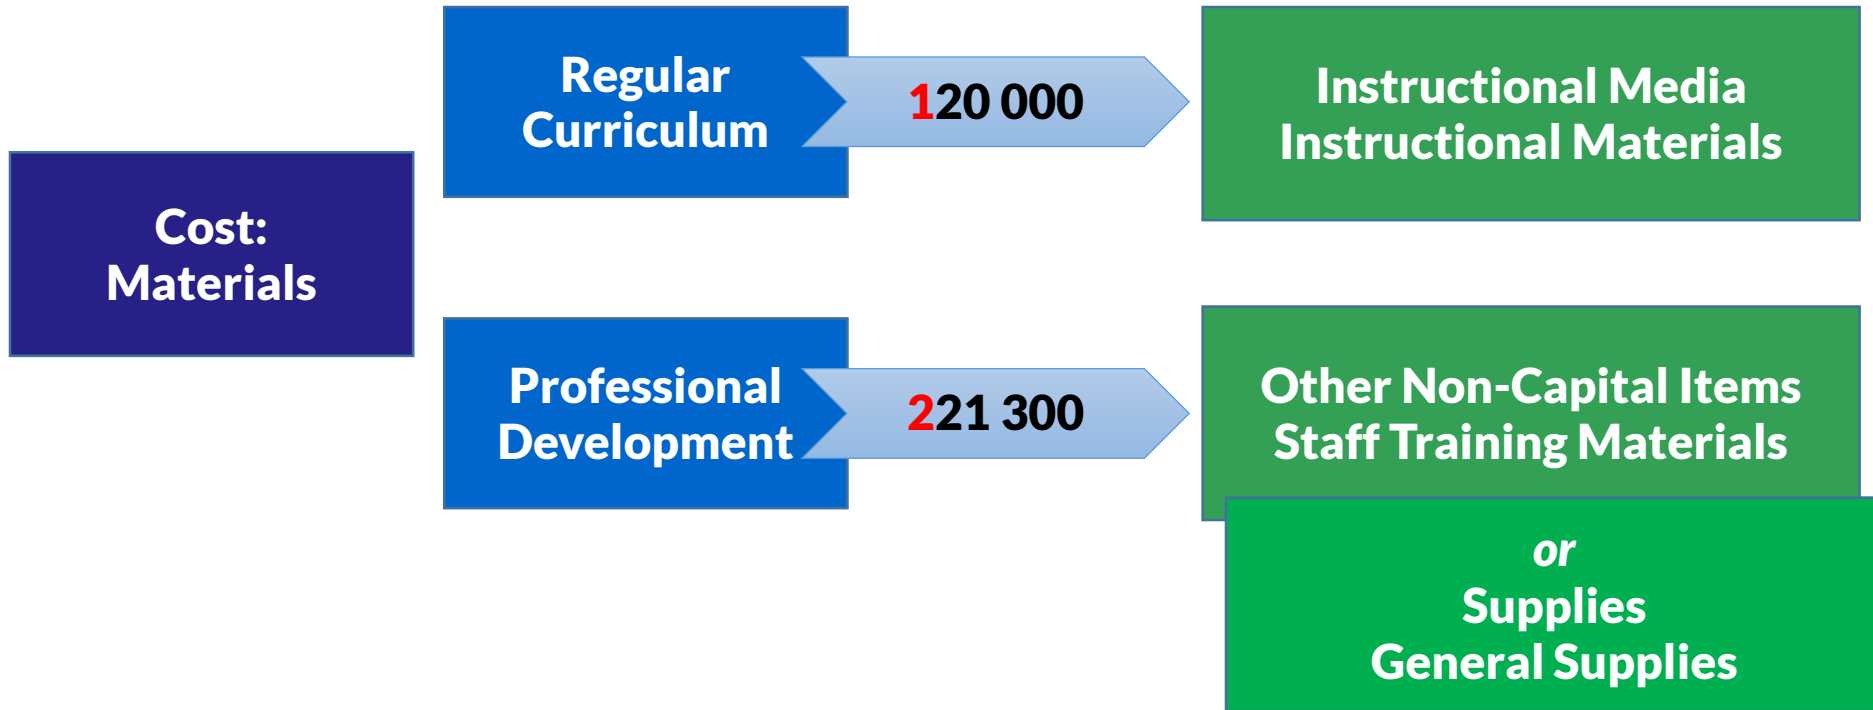 Cost:
Materials
Regular
Curriculum
120 000
Instructional Media
Instructional Materials
Professional
Development
221 300
Other Non-Capital Items
Staff Training Materials
or
Supplies
General Supplies